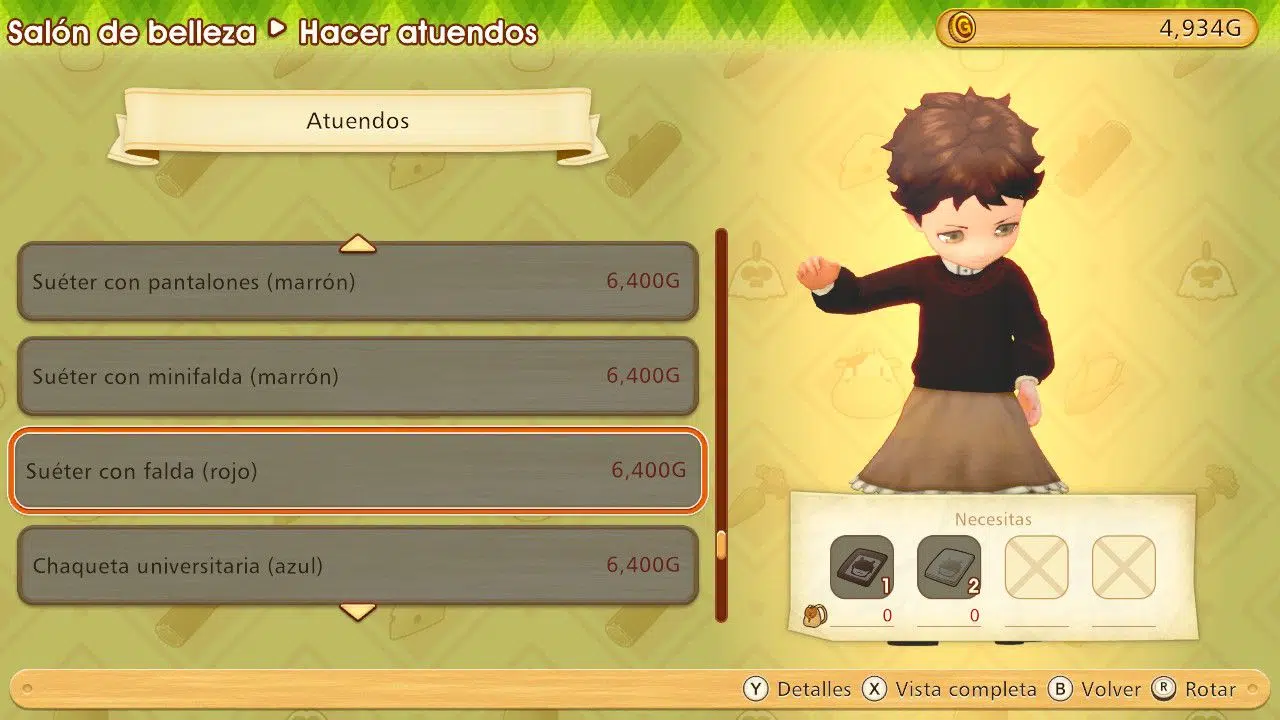 Salón de belleza ▶ Hacer atuendos
4,934G
Atuendos
Suéter con pantalones (marrón) 6,400G
Suéter con minifalda (marrón) 6,400G
Suéter con falda (rojo) 6,400G
Chaqueta universitaria (azul) 6,400G
Necesitas
1 2
0 0
Y Detalles X Vista completa B Volver R Rotar